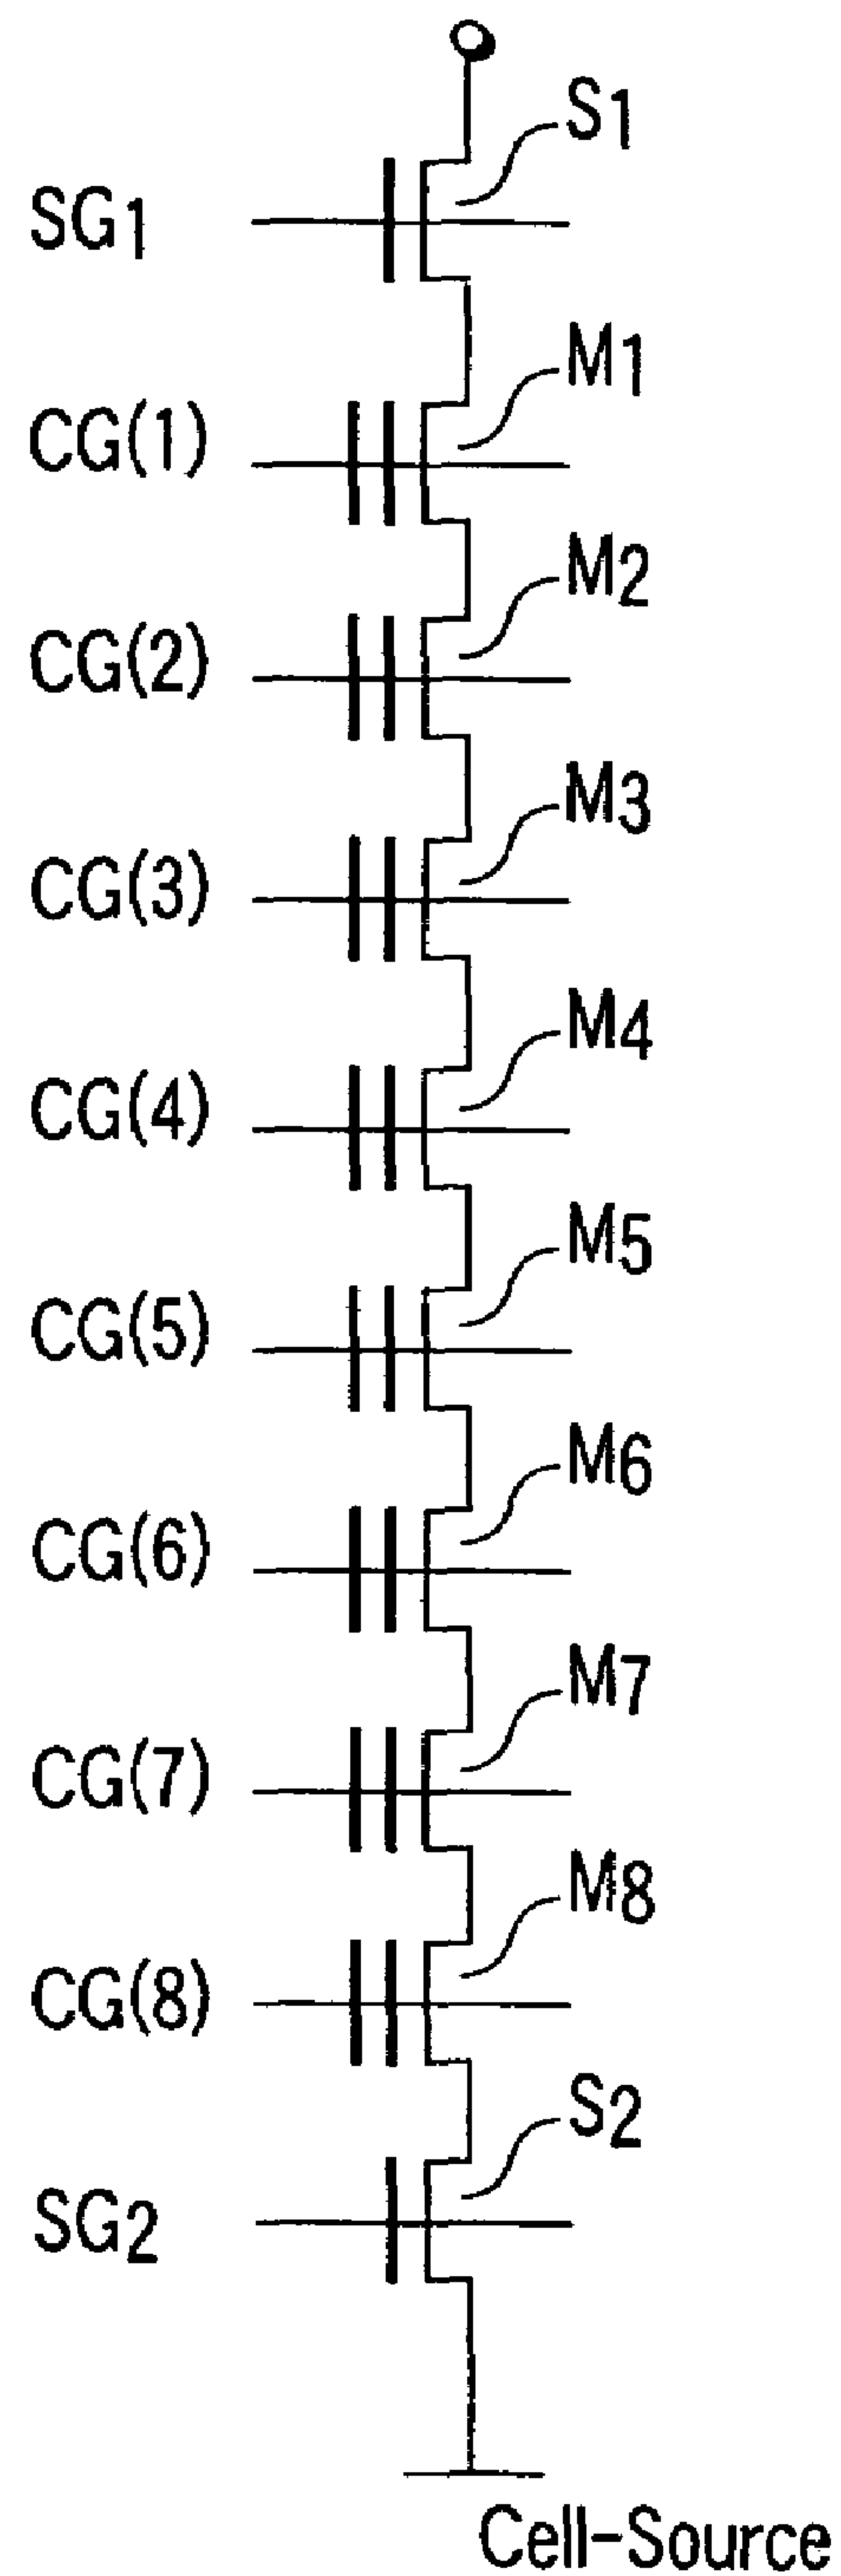 S1
SG1
M1
CG(1)
M2
CG(2)
M3
CG(3)
M4
CG(4)
M5
CG(5)
M6
CG(6)
M7
CG(7)
M8
CG(8)
S2
SG2
Cell-Source